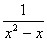 1
x² − x